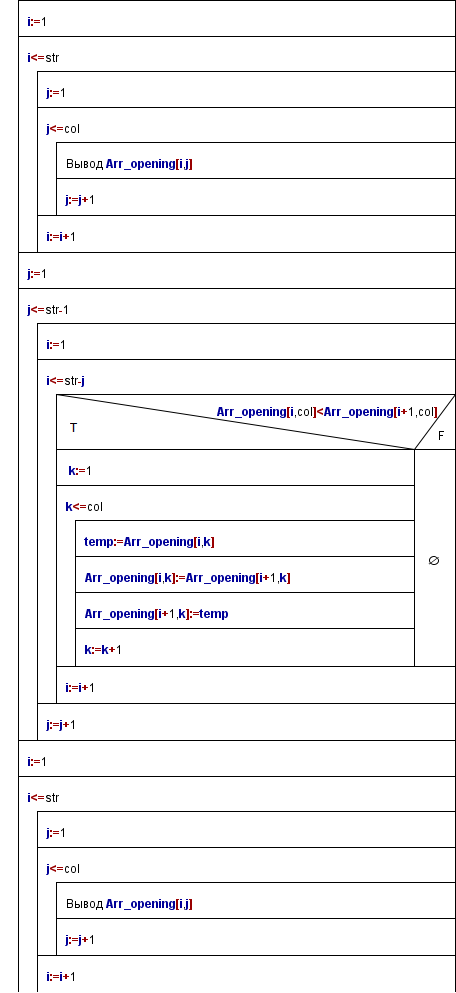 i:=1
i<=str
j:=1
j<=col
Вывод Arr_opening[i,j]
j:=j+1
i:=i+1
j:=1
j<=str-1
i:=1
i<=str-j
Arr_opening[i,col]<Arr_opening[i+1,col]
T
F
k:=1
k<=col
temp:=Arr_opening[i,k]
Arr_opening[i,k]:=Arr_opening[i+1,k]
∅
Arr_opening[i+1,k]:=temp
k:=k+1
i:=i+1
j:=j+1
i:=1
i<=str
j:=1
j<=col
Вывод Arr_opening[i,j]
j:=j+1
i:=i+1